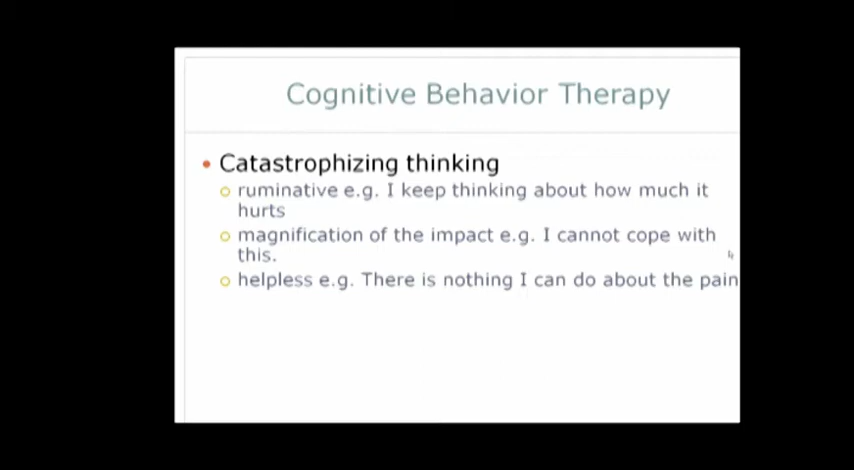 Cognitive Behavior Therapy
Catastrophizing thinking
ruminative e.g. I keep thinking about how much it
hurts
magnification of the impact e.g. I cannot cope with
this.
helpless e.g. There is nothing I can do about the pain